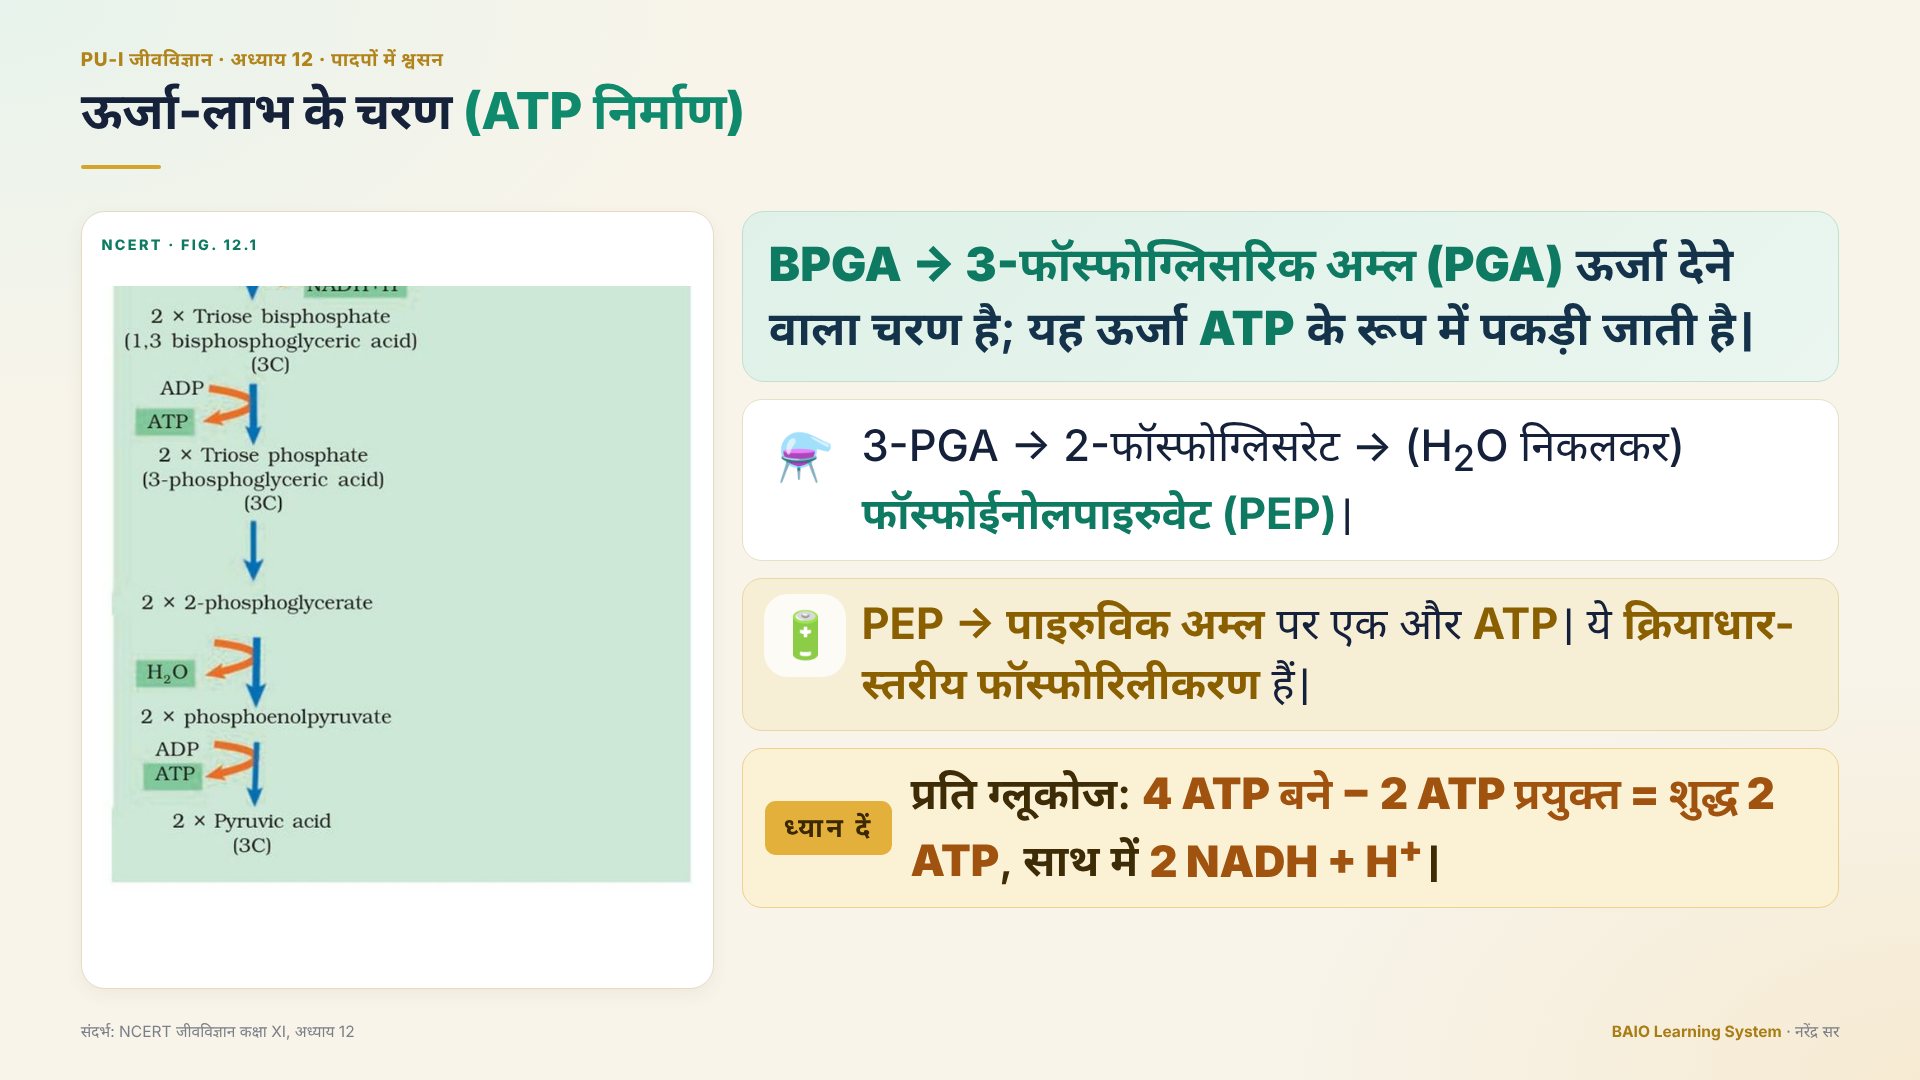 PU-I जीवविज्ञान · अध्याय 12 · पादपों में श्वसन
ऊर्जा-लाभ के चरण (ATP निर्माण)
NCERT · FIG. 12.1
2 × Triose bisphosphate
(1,3 bisphosphoglyceric acid)
(3C)
ADP
ATP
2 × Triose phosphate
(3-phosphoglyceric acid)
(3C)
2 × 2-phosphoglycerate
H₂O
2 × phosphoenolpyruvate
ADP
ATP
2 × Pyruvic acid
(3C)
BPGA → 3-फॉस्फोग्लिसरिक अम्ल (PGA) ऊर्जा देने
वाला चरण है; यह ऊर्जा ATP के रूप में पकड़ी जाती है|
3-PGA → 2-फॉस्फोग्लिसरेट → (H₂O निकलकर)
फॉस्फोईनोलपाइरुवेट (PEP)|
PEP → पाइरुविक अम्ल पर एक और ATP| ये क्रियाधार-
स्तरीय फॉस्फोरिलीकरण हैं|
ध्यान दें
प्रति ग्लूकोज: 4 ATP बने − 2 ATP प्रयुक्त = शुद्ध 2
ATP, साथ में 2 NADH + H⁺|
संदर्भ: NCERT जीवविज्ञान कक्षा XI, अध्याय 12
BAIO Learning System · नरेंद्र सर